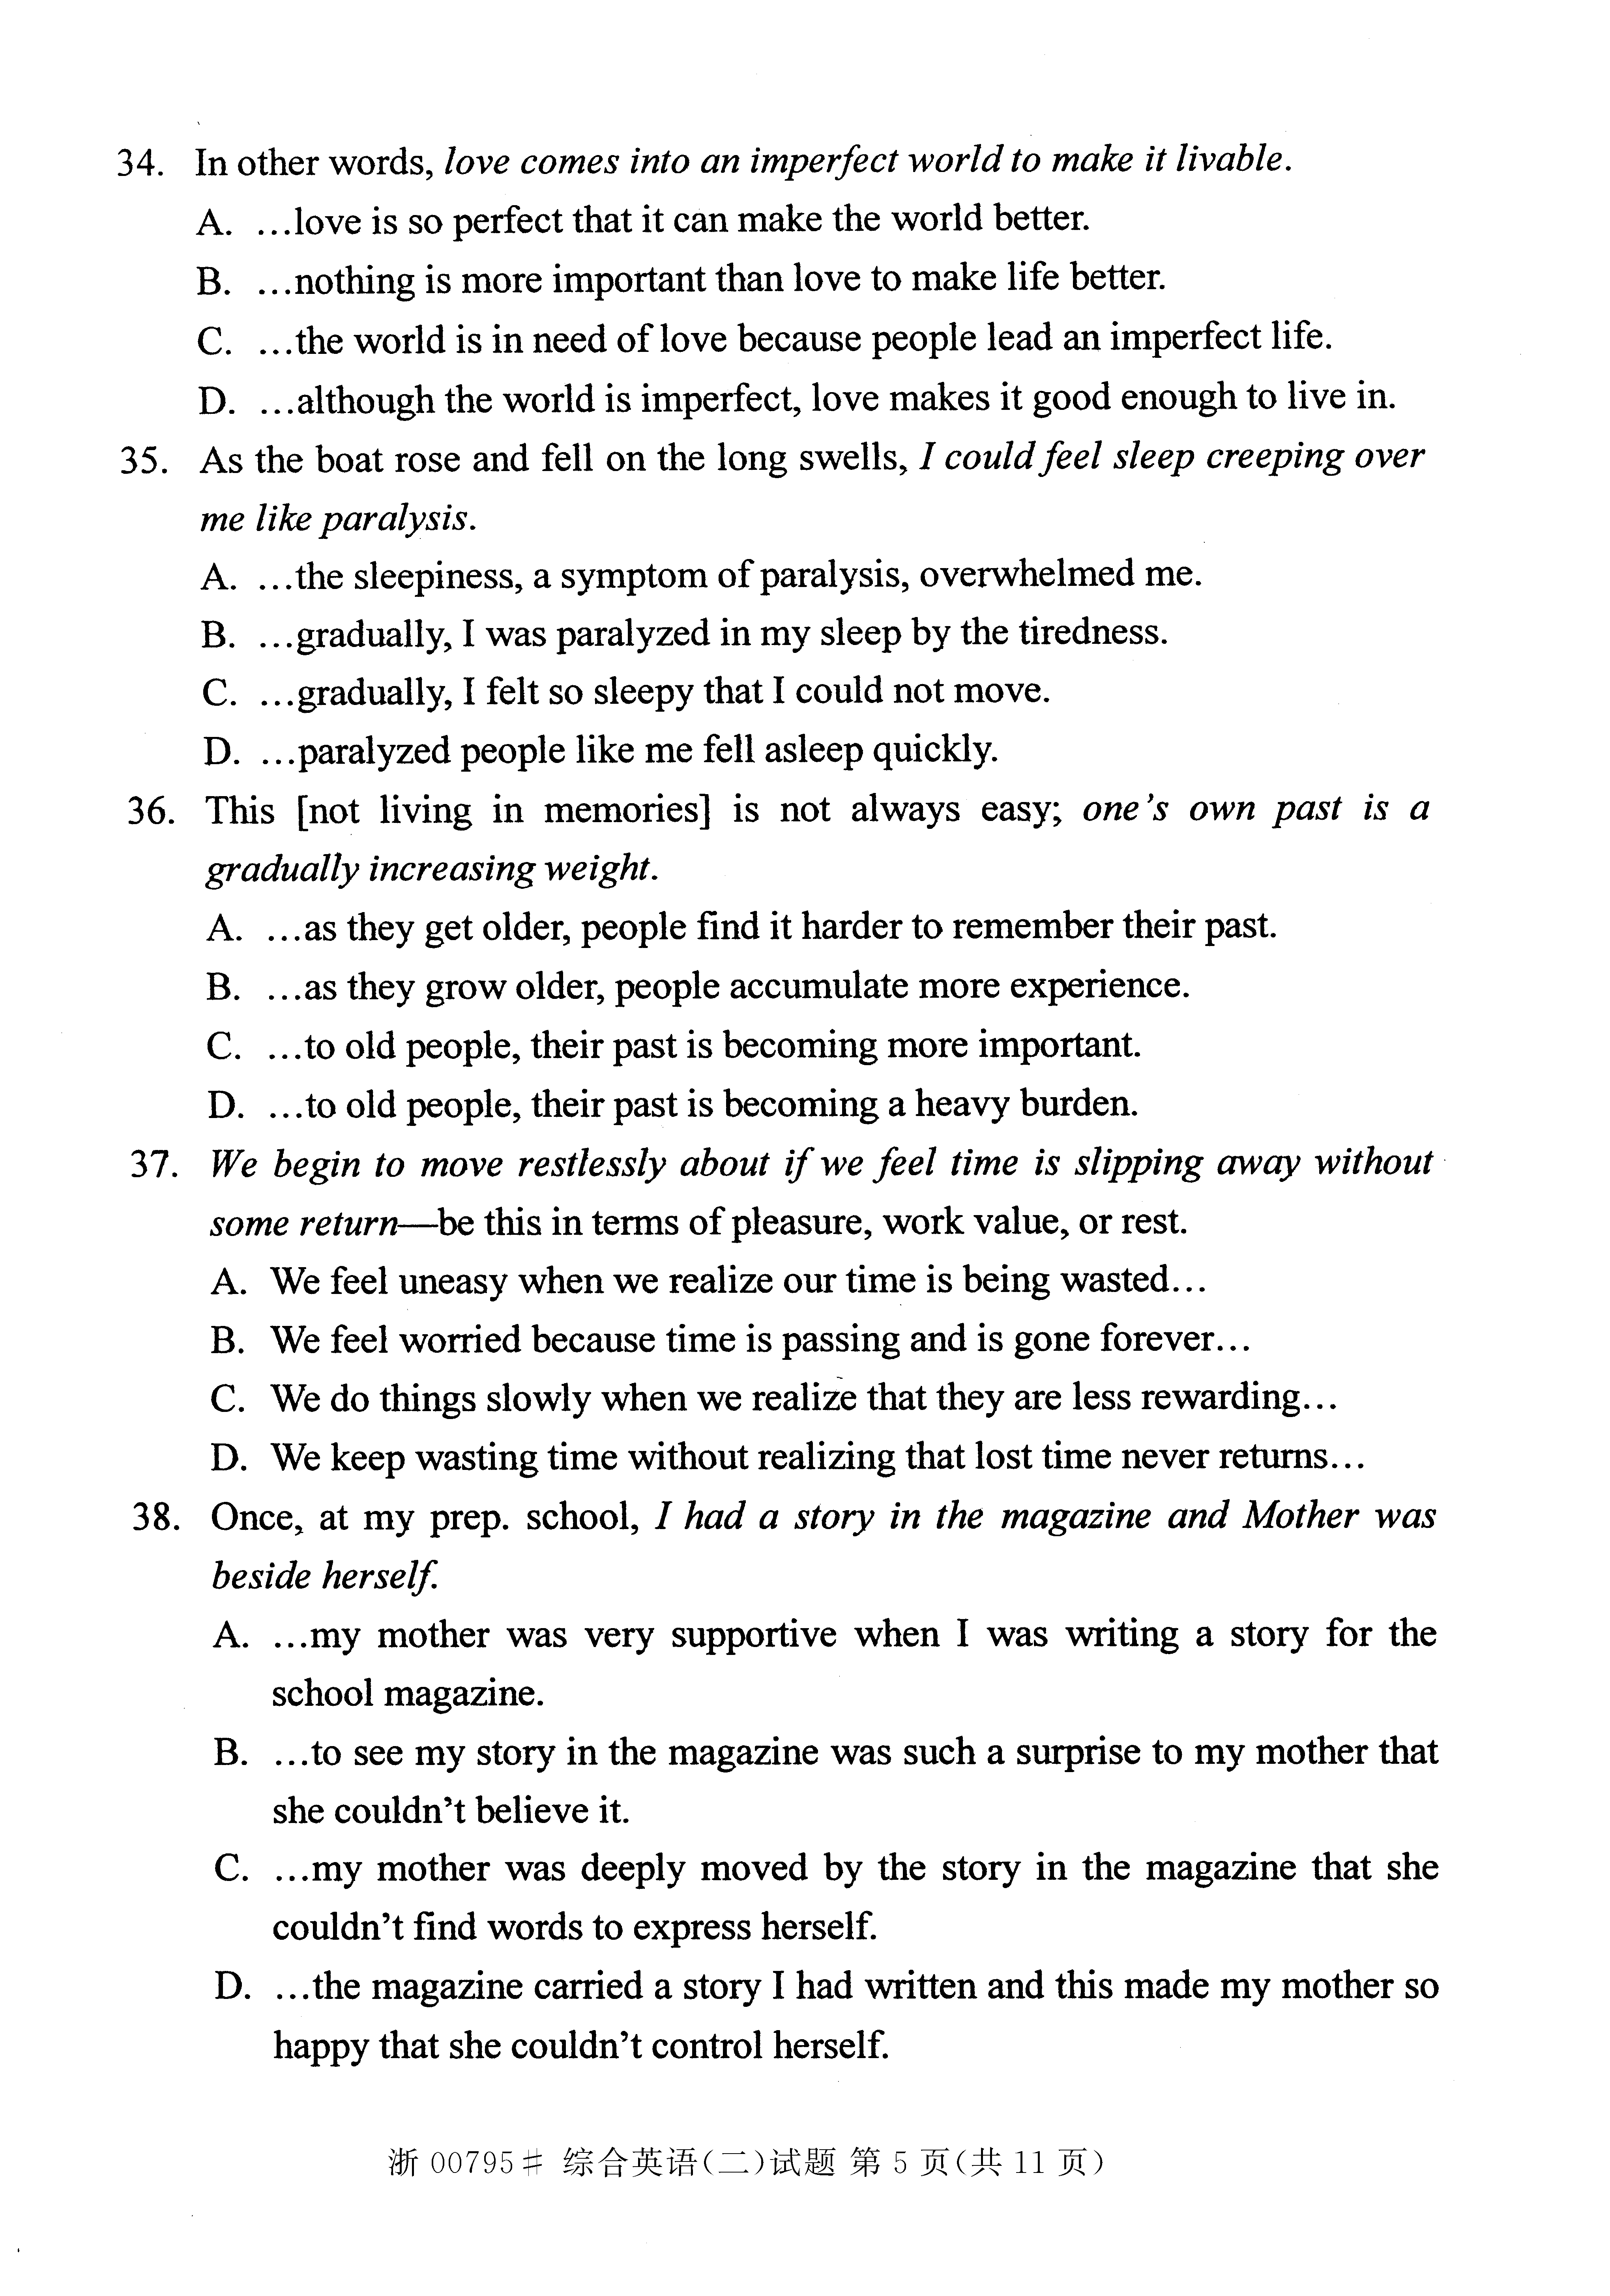 34. In other words, love comes into an imperfect world to make it livable.
A. …love is so perfect that it can make the world better.
B. …nothing is more important than love to make life better.
C. …the world is in need of love because people lead an imperfect life.
D. …although the world is imperfect, love makes it good enough to live in.
35. As the boat rose and fell on the long swells, I could feel sleep creeping over
me like paralysis.
A. …the sleepiness, a symptom of paralysis, overwhelmed me.
B. …gradually, I was paralyzed in my sleep by the tiredness.
C. …gradually, I felt so sleepy that I could not move.
D. …paralyzed people like me fell asleep quickly.
36. This [not living in memories] is not always easy; one's own past is a
gradually increasing weight.
A. …as they get older, people find it harder to remember their past.
B. …as they grow older, people accumulate more experience.
C. …to old people, their past is becoming more important.
D. …to old people, their past is becoming a heavy burden.
37. We begin to move restlessly about if we feel time is slipping away without
some return—be this in terms of pleasure, work value, or rest.
A. We feel uneasy when we realize our time is being wasted…
B. We feel worried because time is passing and is gone forever…
C. We do things slowly when we realize that they are less rewarding…
D. We keep wasting time without realizing that lost time never returns…
38. Once, at my prep. school, I had a story in the magazine and Mother was
beside herself.
A. …my mother was very supportive when I was writing a story for the
school magazine.
B. …to see my story in the magazine was such a surprise to my mother that
she couldn't believe it.
C. …my mother was deeply moved by the story in the magazine that she
couldn't find words to express herself.
D. …the magazine carried a story I had written and this made my mother so
happy that she couldn't control herself.
浙 00795# 综合英语(二)试题 第 5 页(共 11 页)